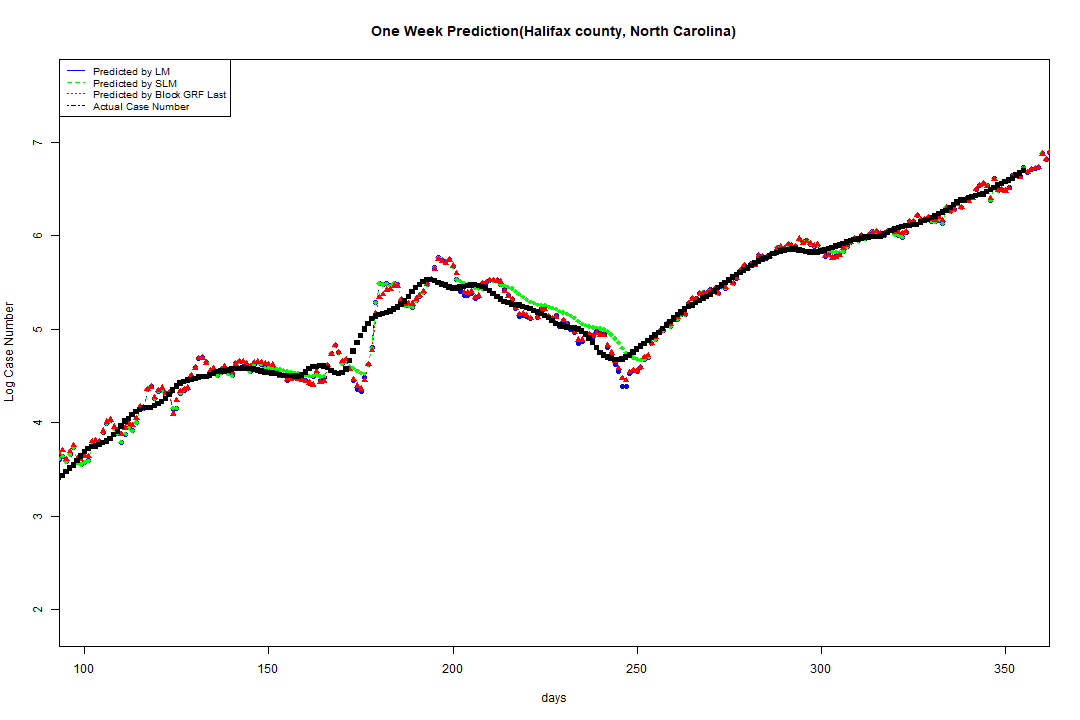 One Week Prediction(Halifax county, North Carolina)
Predicted by LM
Predicted by SLM
Predicted by Block GRF Last
Actual Case Number
7
6
5
4
3
2
Log Case Number
100 150 200 250 300 350
days